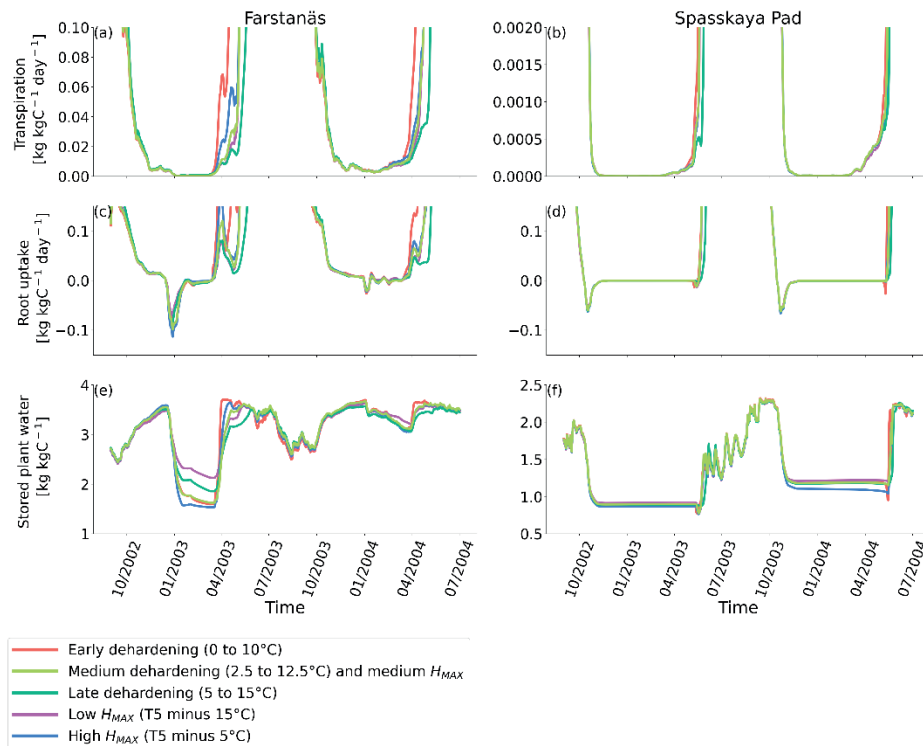 Farstanäs
Spasskaya Pad
(a)
Transpiration
[kg kgC⁻¹ day⁻¹]
0.10
0.08
0.06
0.04
0.02
0.00
(b)
0.0020
0.0015
0.0010
0.0005
0.0000
(c)
Root uptake
[kg kgC⁻¹ day⁻¹]
0.1
0.0
−0.1
(d)
0.1
0.0
−0.1
(e)
Stored plant water
[kg kgC⁻¹]
4
3
2
1
(f)
2.5
2.0
1.5
1.0
0.5
10/2002
01/2003
04/2003
07/2003
10/2003
01/2004
04/2004
07/2004
Time
10/2002
01/2003
04/2003
07/2003
10/2003
01/2004
04/2004
07/2004
Time
Early dehardening (0 to 10°C)
Medium dehardening (2.5 to 12.5°C) and medium H_MAX
Late dehardening (5 to 15°C)
Low H_MAX (T5 minus 15°C)
High H_MAX (T5 minus 5°C)